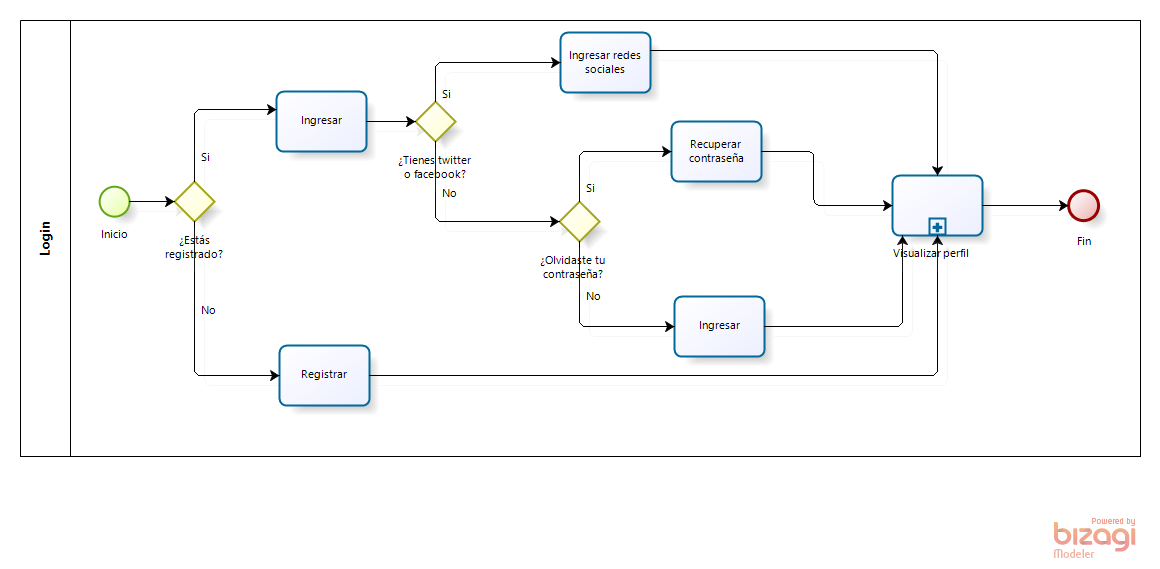 Login
Inicio
¿Estás
registrado?
Si
No
Ingresar
Registrar
¿Tienes twitter
o facebook?
Si
No
Ingresar redes
sociales
¿Olvidaste tu
contraseña?
Si
No
Recuperar
contraseña
Ingresar
Visualizar perfil
Fin
Powered by
bizagi
Modeler